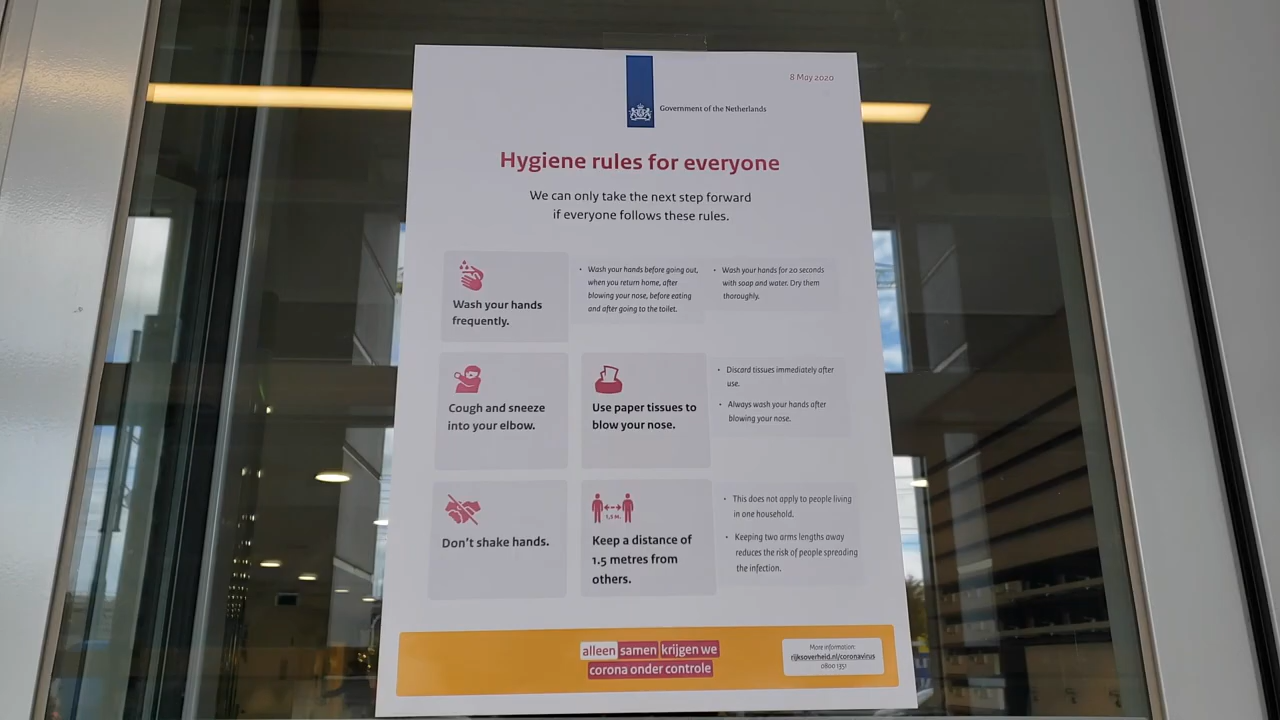 8 May 2020
Government of the Netherlands
Hygiene rules for everyone
We can only take the next step forward
if everyone follows these rules.
Wash your hands
frequently.
• Wash your hands before going out,
when you return home, after
blowing your nose, before eating
and after going to the toilet.
• Wash your hands for 20 seconds
with soap and water. Dry them
thoroughly.
Cough and sneeze
into your elbow.
Use paper tissues to
blow your nose.
• Discard tissues immediately after
use.
• Always wash your hands after
blowing your nose.
Don't shake hands.
1,5 M.
Keep a distance of
1.5 metres from
others.
• This does not apply to people living
in one household.
• Keeping two arms lengths away
reduces the risk of people spreading
the infection.
alleen samen krijgen we
corona onder controle
More information:
rijksoverheid.nl/coronavirus
0800 1351